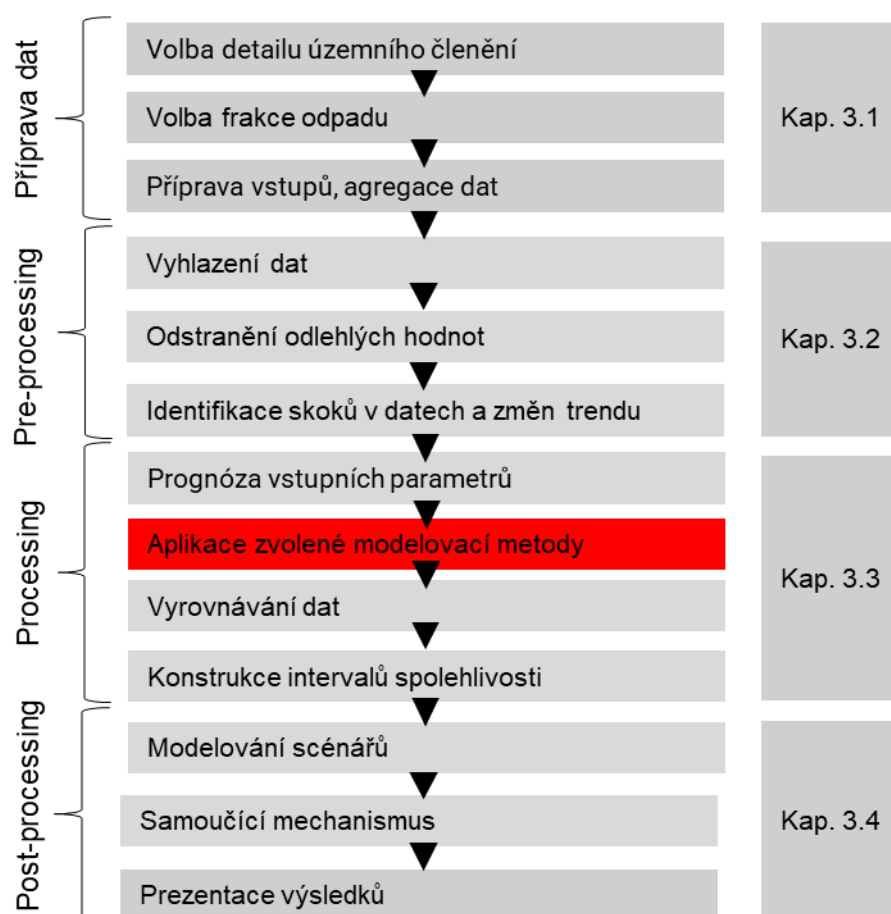 Příprava dat
Volba detailu územního členění
Volba frakce odpadu
Příprava vstupů, agregace dat
Kap. 3.1
Pre-processing
Vyhlazení dat
Odstranění odlehlých hodnot
Identifikace skoků v datech a změn trendu
Kap. 3.2
Processing
Prognóza vstupních parametrů
Aplikace zvolené modelovací metody
Vyrovnávání dat
Konstrukce intervalů spolehlivosti
Kap. 3.3
Post-processing
Modelování scénářů
Samoučící mechanismus
Prezentace výsledků
Kap. 3.4